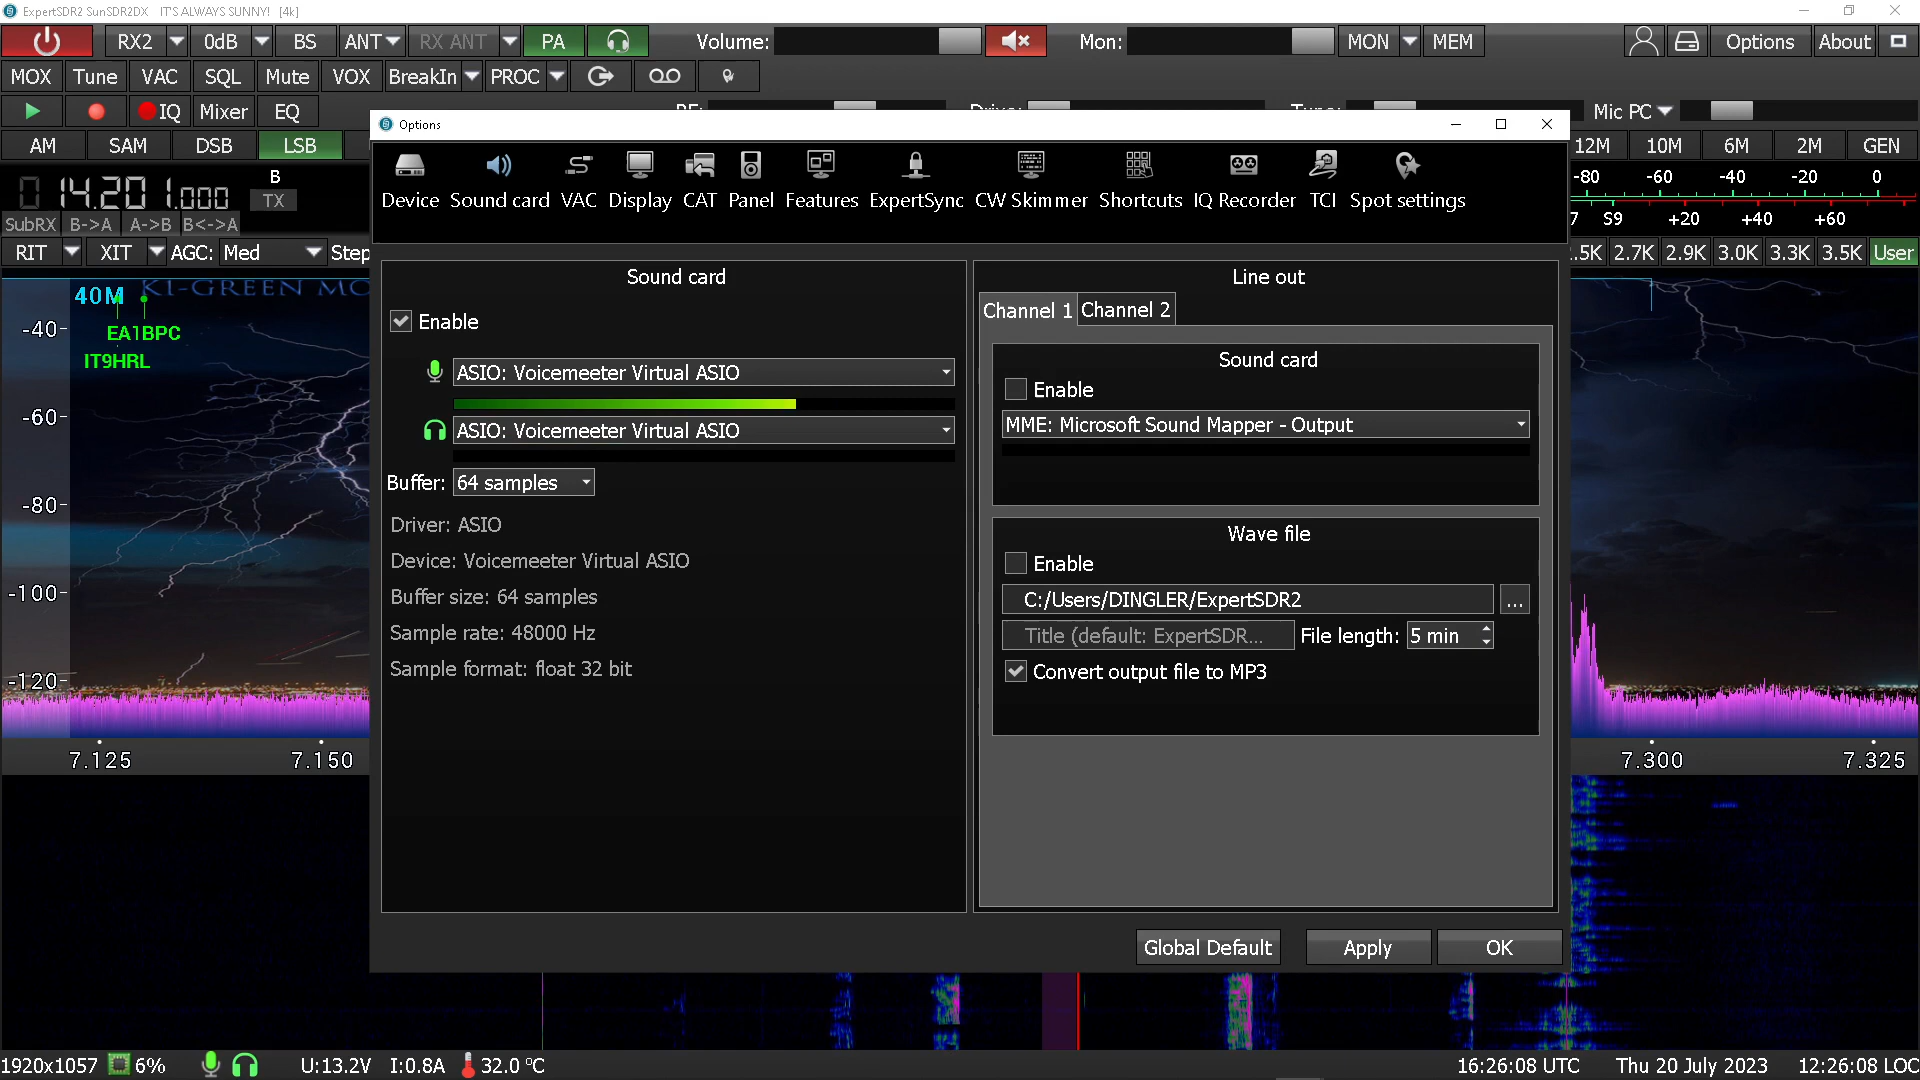 ExpertSDR2 SunSDR2DX IT'S ALWAYS SUNNY! [4k]
RX2 0dB BS ANT RX ANT PA Volume: Mon: MON MEM Options About
MOX Tune VAC SQL Mute VOX BreakIn PROC
IQ Mixer EQ Mic PC
AM SAM DSB LSB 12M 10M 6M 2M GEN
Options
Device Sound card VAC Display CAT Panel Features ExpertSync CW Skimmer Shortcuts IQ Recorder TCI Spot settings
14.201.000 B
TX
-80 -60 -40 -20 0
7 S9 +20 +40 +60
SubRX B->A A->B B<->A
RIT XIT AGC: Med Step
.5K 2.7K 2.9K 3.0K 3.3K 3.5K User
40M
EA1BPC
IT9HRL
-40
-60
-80
-100
-120
7.125 7.150 7.300 7.325
Sound card
Enable
ASIO: Voicemeeter Virtual ASIO
ASIO: Voicemeeter Virtual ASIO
Buffer: 64 samples
Driver: ASIO
Device: Voicemeeter Virtual ASIO
Buffer size: 64 samples
Sample rate: 48000 Hz
Sample format: float 32 bit
Line out
Channel 1 Channel 2
Sound card
Enable
MME: Microsoft Sound Mapper - Output
Wave file
Enable
C:/Users/DINGLER/ExpertSDR2 ...
Title (default: ExpertSDR... File length: 5 min
Convert output file to MP3
Global Default Apply OK
1920x1057 6% U:13.2V I:0.8A 32.0 °C 16:26:08 UTC Thu 20 July 2023 12:26:08 LOC